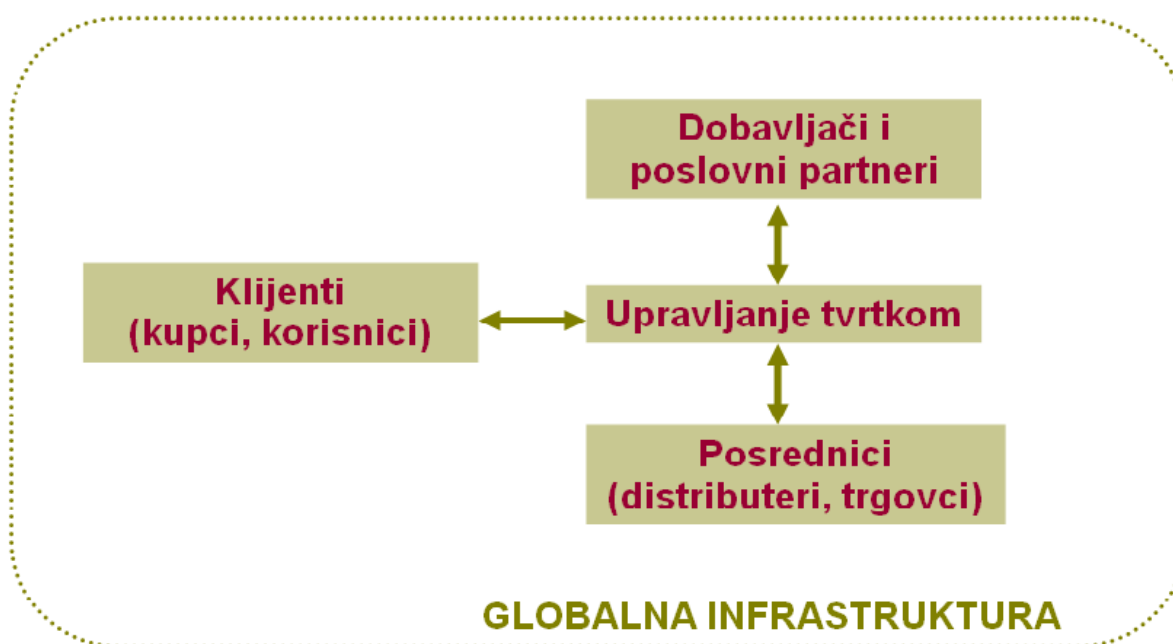 Dobavljači i
poslovni partneri
Klijenti
(kupci, korisnici)
Upravljanje tvrtkom
Posrednici
(distributeri, trgovci)
GLOBALNA INFRASTRUKTURA